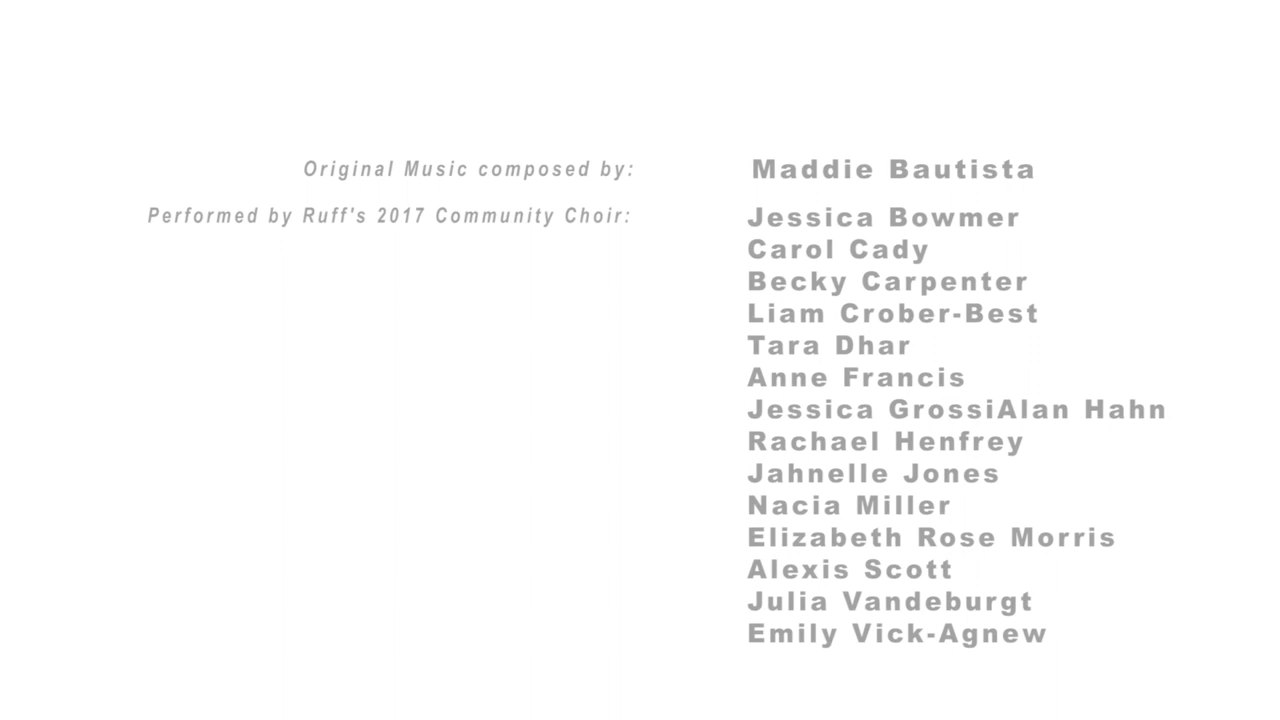 Original Music composed by: Maddie Bautista
Performed by Ruff's 2017 Community Choir: Jessica Bowmer
Carol Cady
Becky Carpenter
Liam Crober-Best
Tara Dhar
Anne Francis
Jessica GrossiAlan Hahn
Rachael Henfrey
Jahnelle Jones
Nacia Miller
Elizabeth Rose Morris
Alexis Scott
Julia Vandeburgt
Emily Vick-Agnew